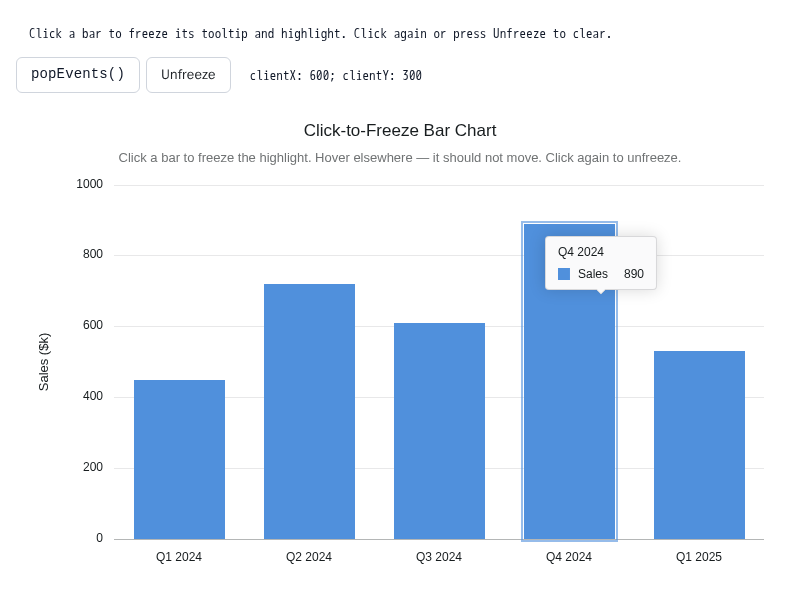 Click a bar to freeze its tooltip and highlight. Click again or press Unfreeze to clear.
popEvents() Unfreeze clientX: 600; clientY: 300
Click-to-Freeze Bar Chart
Click a bar to freeze the highlight. Hover elsewhere — it should not move. Click again to unfreeze.
Sales ($k)
1000
800
600
400
200
0
Q4 2024
Sales 890
Q1 2024 Q2 2024 Q3 2024 Q4 2024 Q1 2025